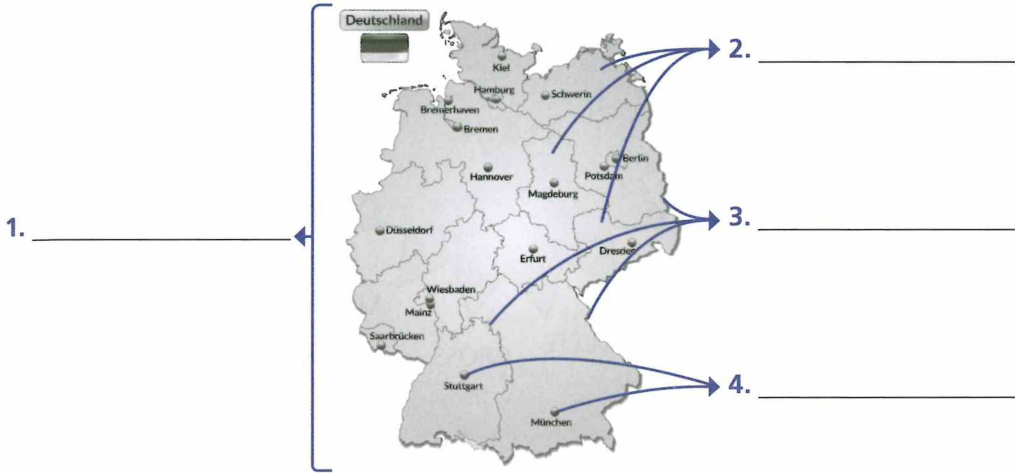 Deutschland
Kiel
Hamburg
Schwerin
Bremerhaven
Bremen
Berlin
Potsdam
Hannover
Magdeburg
Düsseldorf
Erfurt
Dresden
Wiesbaden
Mainz
Saarbrücken
Stuttgart
München
1.
2.
3.
4.